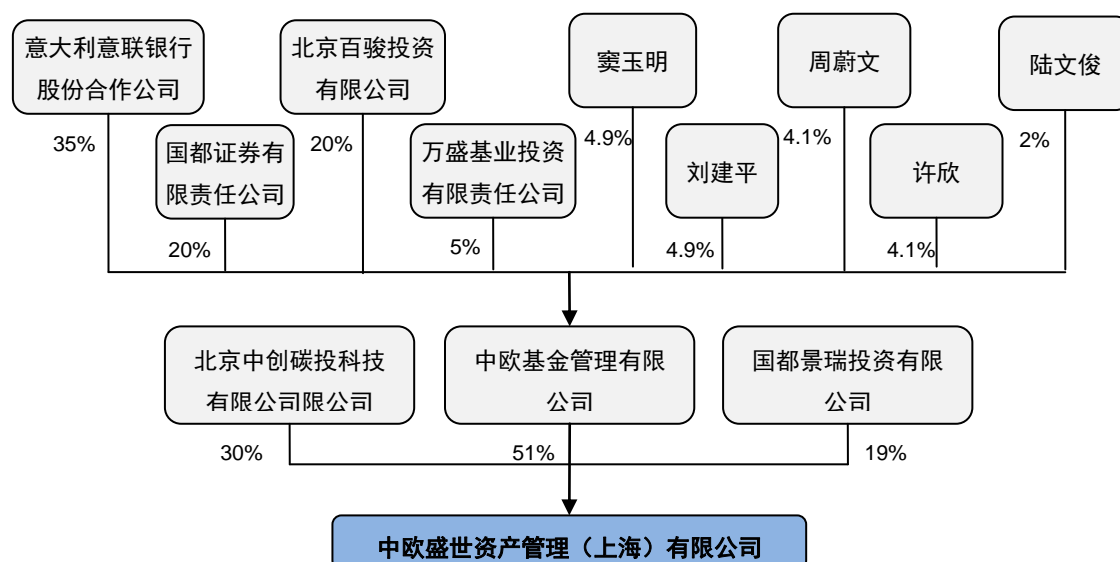 意大利意联银行
股份合作公司
北京百骏投资
有限公司
窦玉明
周蔚文
陆文俊
35%
国都证券有
限责任公司
20%
万盛基业投资
有限责任公司
4.9%
刘建平
4.1%
许欣
2%
20%
5%
4.9%
4.1%
北京中创碳投科技
有限公司限公司
中欧基金管理有限
公司
国都景瑞投资有限
公司
30%
51%
19%
中欧盛世资产管理（上海）有限公司